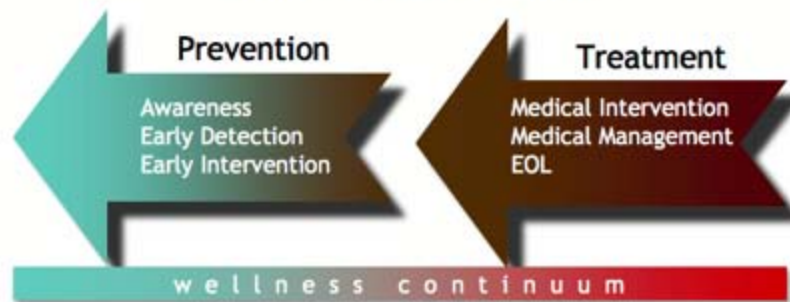 Prevention
Awareness
Early Detection
Early Intervention
Treatment
Medical Intervention
Medical Management
EOL
wellness continuum